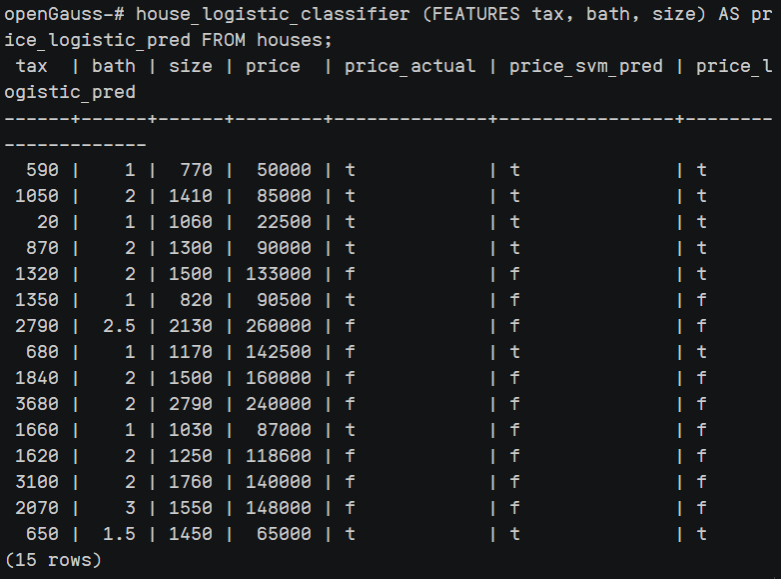 openGauss-# house_logistic_classifier (FEATURES tax, bath, size) AS pr
ice_logistic_pred FROM houses;
 tax  | bath | size | price  | price_actual | price_svm_pred | price_l
ogistic_pred
------+------+------+--------+--------------+----------------+--------
-------------
  590 |    1 |  770 |  50000 | t            | t              | t
 1050 |    2 | 1410 |  85000 | t            | t              | t
   20 |    1 | 1060 |  22500 | t            | t              | t
  870 |    2 | 1300 |  90000 | t            | t              | t
 1320 |    2 | 1500 | 133000 | f            | f              | f
 1350 |    1 |  820 |  90500 | t            | f              | f
 2790 |  2.5 | 2130 | 260000 | f            | f              | f
  680 |    1 | 1170 | 142500 | f            | t              | t
 1840 |    2 | 1500 | 160000 | f            | f              | f
 3680 |    2 | 2790 | 240000 | f            | f              | f
 1660 |    1 | 1030 |  87000 | t            | f              | f
 1620 |    2 | 1250 | 118600 | f            | f              | f
 3100 |    2 | 1760 | 140000 | f            | f              | f
 2070 |    3 | 1550 | 148000 | f            | f              | f
  650 |  1.5 | 1450 |  65000 | t            | t              | t
(15 rows)